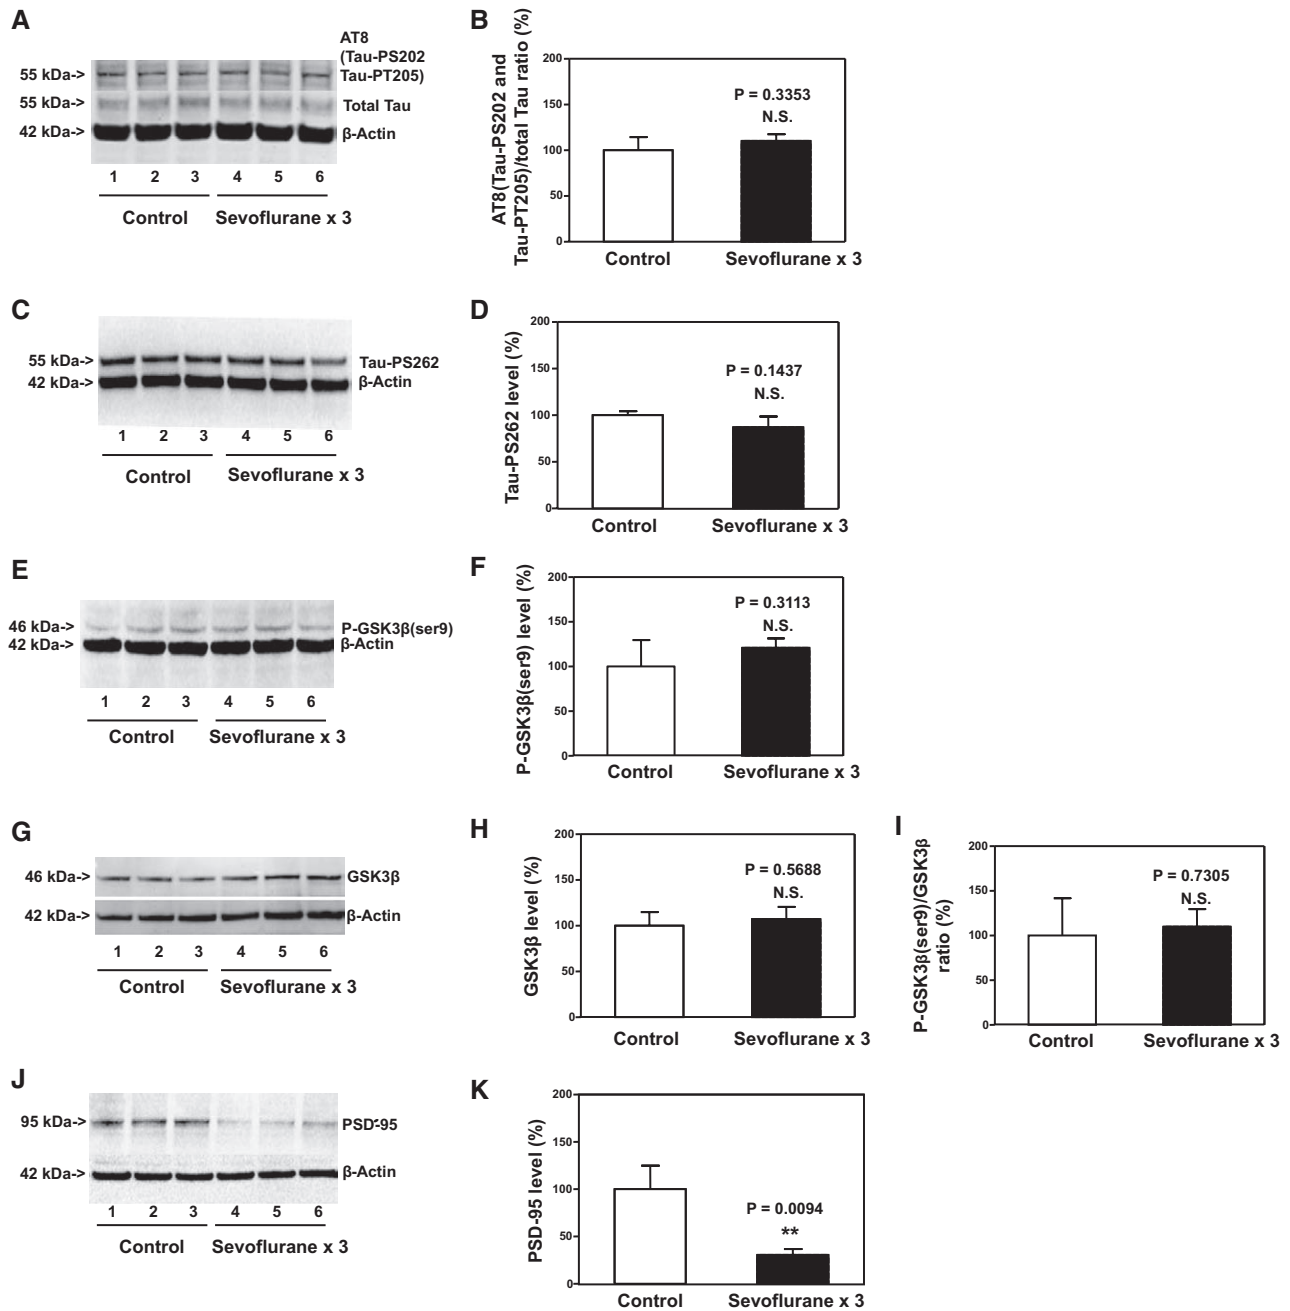 A
AT8
(Tau-PS202
Tau-PT205)
55 kDa->
55 kDa->
Total Tau
42 kDa->
β-Actin
1 2 3 4 5 6
Control Sevoflurane x 3
B
AT8(Tau-PS202 and
Tau-PT205)/total Tau ratio (%)
200
150
100
50
0
P = 0.3353
N.S.
Control Sevoflurane x 3
C
55 kDa->
Tau-PS262
42 kDa->
β-Actin
1 2 3 4 5 6
Control Sevoflurane x 3
D
Tau-PS262 level (%)
200
150
100
50
0
P = 0.1437
N.S.
Control Sevoflurane x 3
E
46 kDa->
P-GSK3β(ser9)
42 kDa->
β-Actin
1 2 3 4 5 6
Control Sevoflurane x 3
F
P-GSK3β(ser9) level (%)
200
150
100
50
0
P = 0.3113
N.S.
Control Sevoflurane x 3
G
46 kDa->
GSK3β
42 kDa->
β-Actin
1 2 3 4 5 6
Control Sevoflurane x 3
H
GSK3β level (%)
200
150
100
50
0
P = 0.5688
N.S.
Control Sevoflurane x 3
I
P-GSK3β(ser9)/GSK3β
ratio (%)
200
150
100
50
0
P = 0.7305
N.S.
Control Sevoflurane x 3
J
95 kDa->
PSD-95
42 kDa->
β-Actin
1 2 3 4 5 6
Control Sevoflurane x 3
K
PSD-95 level (%)
200
150
100
50
0
P = 0.0094
**
Control Sevoflurane x 3